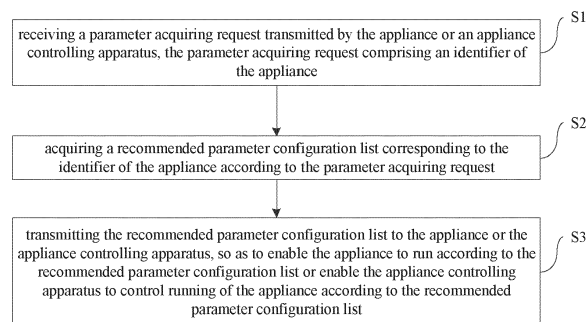 receiving a parameter acquiring request transmitted by the appliance or an appliance
controlling apparatus, the parameter acquiring request comprising an identifier of
the appliance
S1
acquiring a recommended parameter configuration list corresponding to the
identifier of the appliance according to the parameter acquiring request
S2
transmitting the recommended parameter configuration list to the appliance or the
appliance controlling apparatus, so as to enable the appliance to run according to the
recommended parameter configuration list or enable the appliance controlling
apparatus to control running of the appliance according to the recommended
parameter configuration list
S3